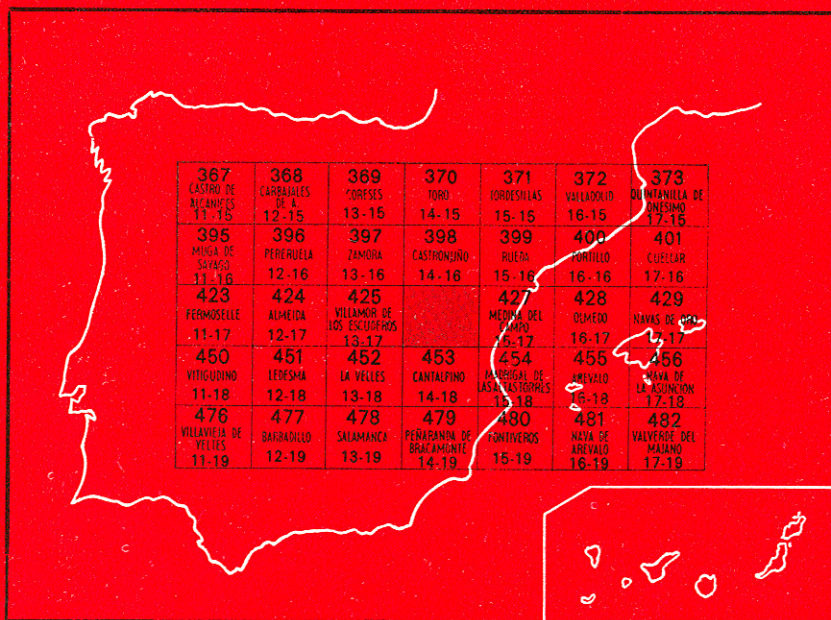 367 368 369 370 371 372 373
CASTRO DE ALCAÑICES CARBAJALES DE A. CORESES TORO TORDESILLAS VALLADOLID QUINTANILLA DE ONESIMO
11-15 12-15 13-15 14-15 15-15 16-15 17-15
395 396 397 398 399 400 401
MUGA DE SAYAGO PERERUELA ZAMORA CASTRONUÑO RUEDA PORTILLO CUELLAR
11-16 12-16 13-16 14-16 15-16 16-16 17-16
423 424 425 427 428 429
FERMOSELLE ALMEIDA VILLAMOR DE LOS ESCUDEROS MEDINA DEL CAMPO OLMEDO NAVAS DE ORO
11-17 12-17 13-17 15-17 16-17 17-17
450 451 452 453 454 455 456
VITIGUDINO LEDESMA LA VELLES CANTALPINO MADRIGAL DE LAS ALTAS TORRES AREVALO NAVA DE LA ASUNCION
11-18 12-18 13-18 14-18 15-18 16-18 17-18
476 477 478 479 480 481 482
VILLAVIEJA DE YELTES BARBADILLO SALAMANCA PEÑARANDA DE BRACAMONTE FONTIVEROS NAVA DE AREVALO VALVERDE DEL MAJANO
11-19 12-19 13-19 14-19 15-19 16-19 17-19